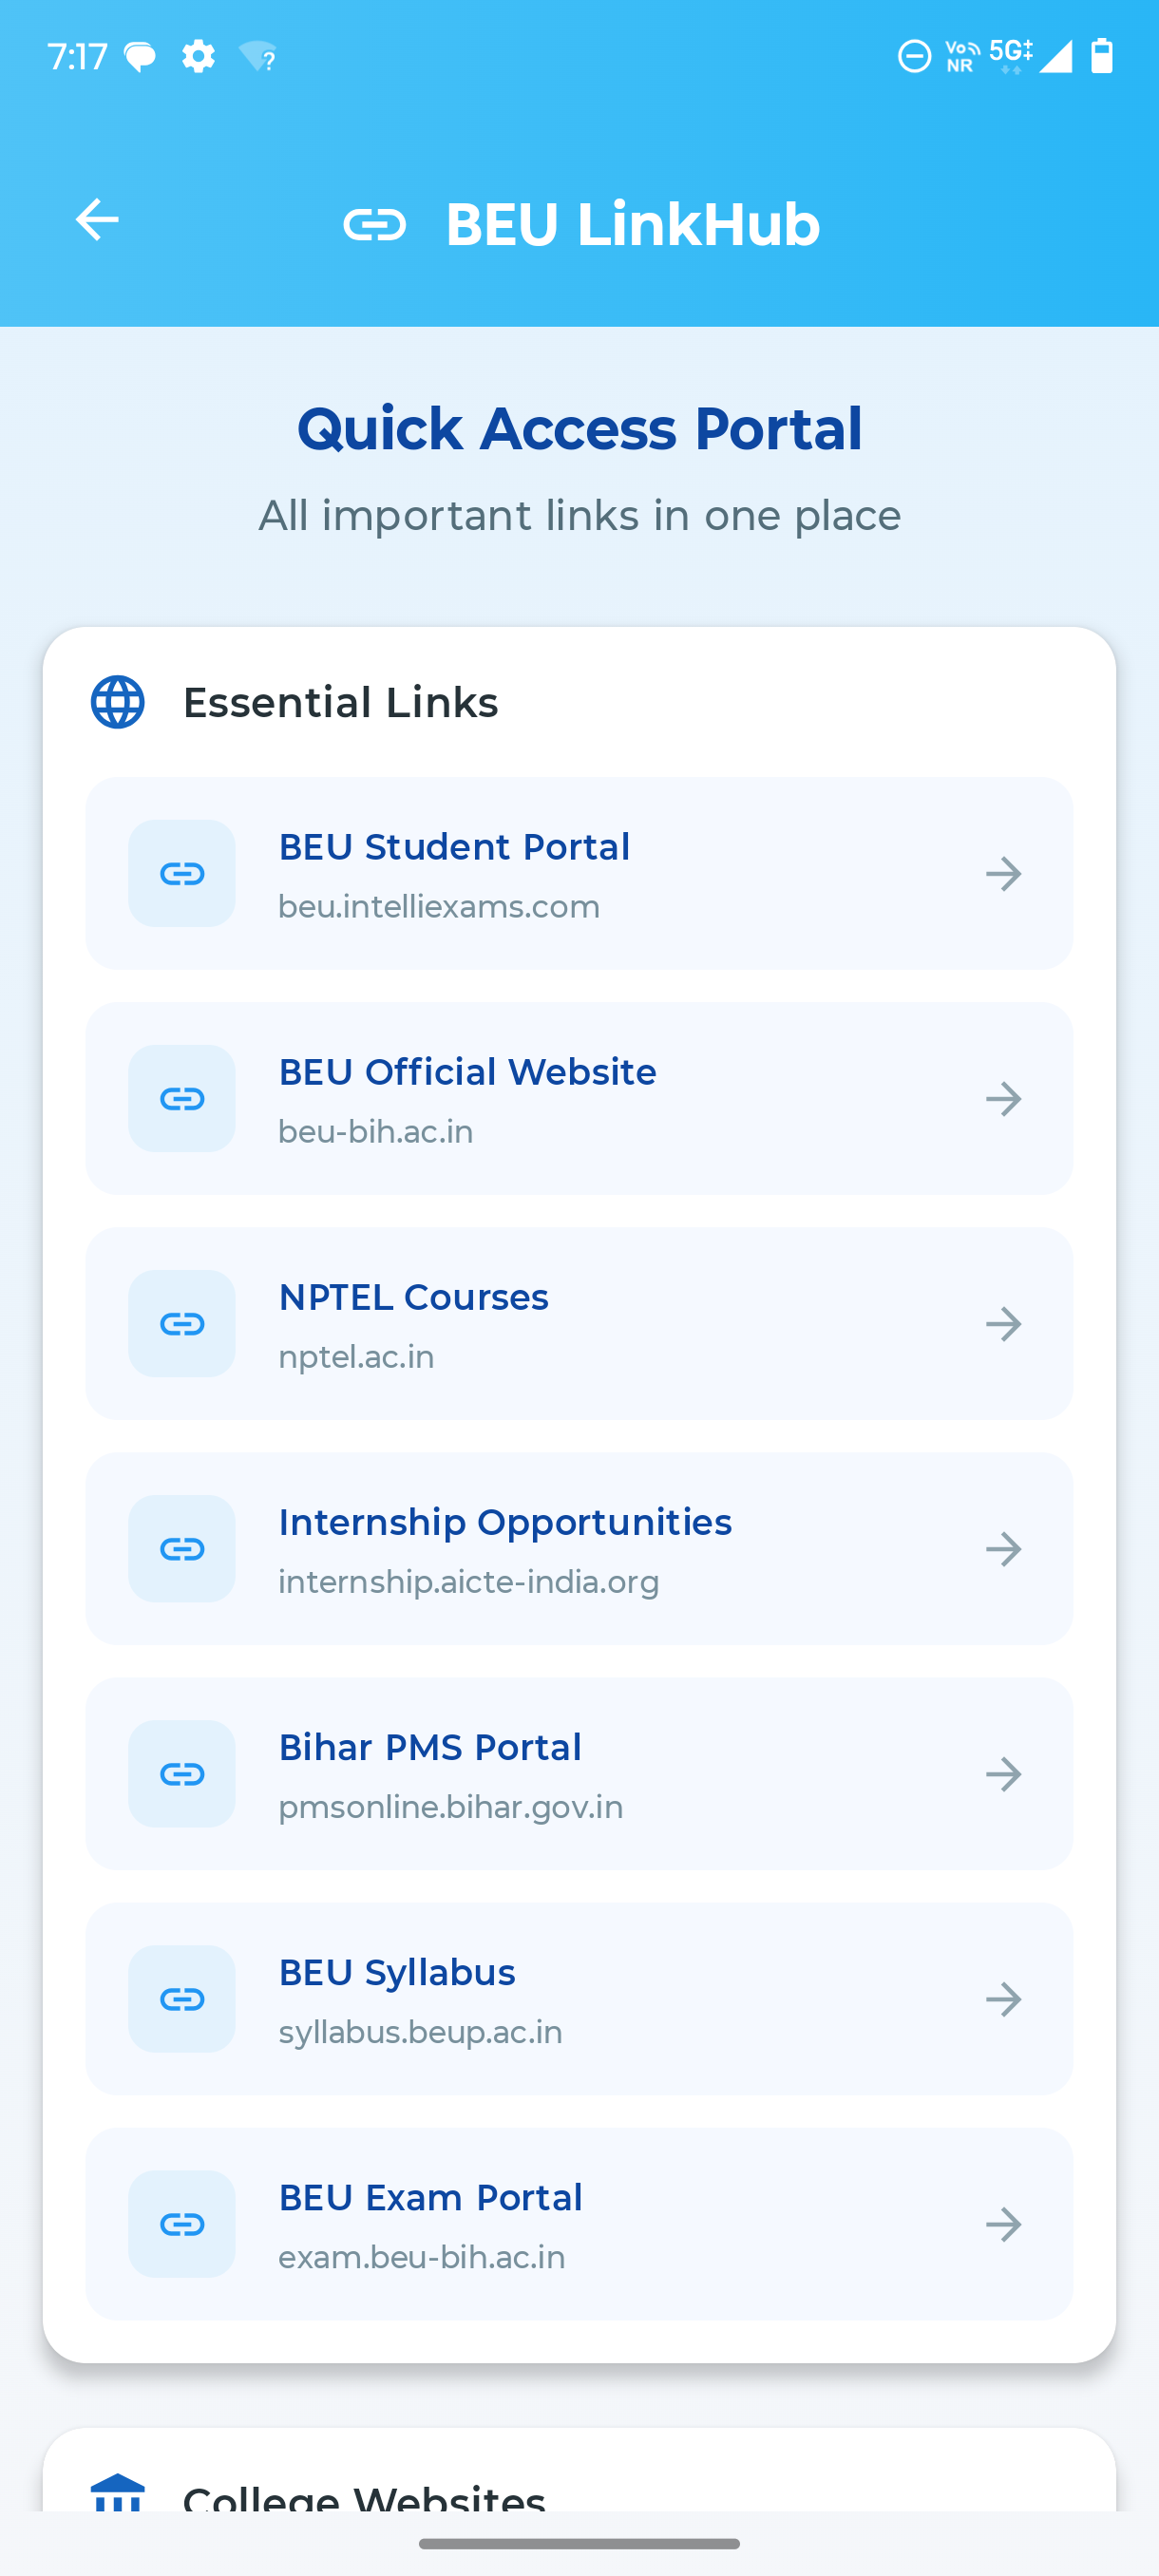 7:17
Vo NR 5G‡
BEU LinkHub
Quick Access Portal
All important links in one place
Essential Links
BEU Student Portal
beu.intelliexams.com
BEU Official Website
beu-bih.ac.in
NPTEL Courses
nptel.ac.in
Internship Opportunities
internship.aicte-india.org
Bihar PMS Portal
pmsonline.bihar.gov.in
BEU Syllabus
syllabus.beup.ac.in
BEU Exam Portal
exam.beu-bih.ac.in
College Websites